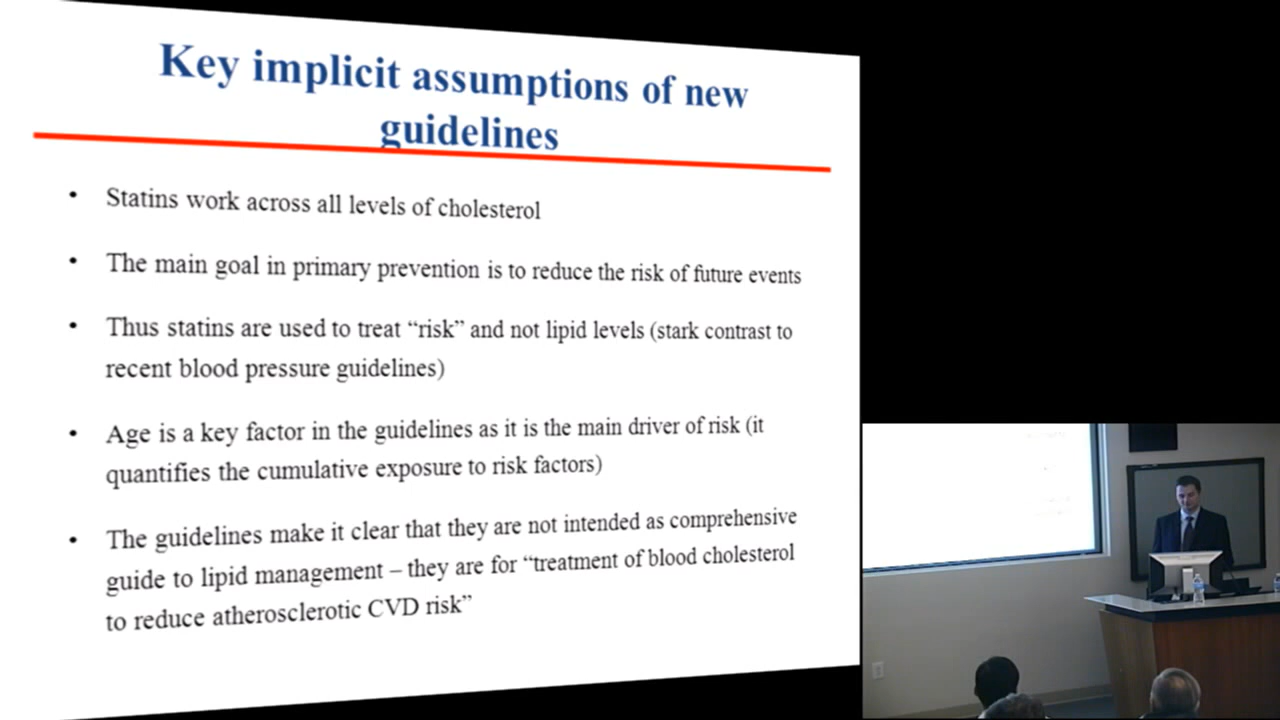 Key implicit assumptions of new
guidelines
• Statins work across all levels of cholesterol
• The main goal in primary prevention is to reduce the risk of future events
• Thus statins are used to treat “risk” and not lipid levels (stark contrast to
recent blood pressure guidelines)
• Age is a key factor in the guidelines as it is the main driver of risk (it
quantifies the cumulative exposure to risk factors)
• The guidelines make it clear that they are not intended as comprehensive
guide to lipid management – they are for “treatment of blood cholesterol
to reduce atherosclerotic CVD risk”